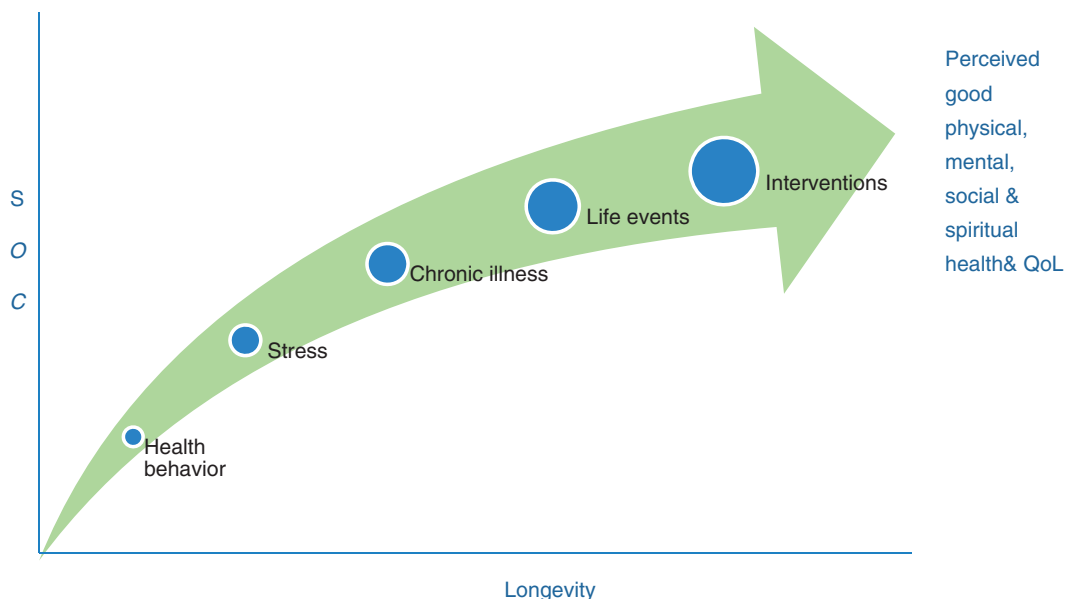 S
O
C
Perceived
good
physical,
mental,
social &
spiritual
health& QoL
Interventions
Life events
Chronic illness
Stress
Health
behavior
Longevity